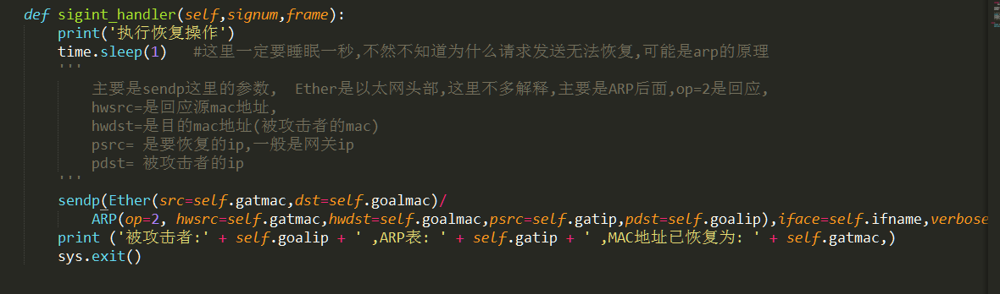 def sigint_handler(self,signum,frame):
print('执行恢复操作')
time.sleep(1)   #这里一定要睡眠一秒,不然不知道为什么请求发送无法恢复,可能是arp的原理
'''
主要是sendp这里的参数,  Ether是以太网头部,这里不多解释,主要是ARP后面,op=2是回应,
hwsrc=是回应源mac地址,
hwdst=是目的mac地址(被攻击者的mac)
psrc= 是要恢复的ip,一般是网关ip
pdst= 被攻击者的ip
'''
sendp(Ether(src=self.gatmac,dst=self.goalmac)/
ARP(op=2, hwsrc=self.gatmac,hwdst=self.goalmac,psrc=self.gatip,pdst=self.goalip),iface=self.ifname,verbose
print ('被攻击者:' + self.goalip + ' ,ARP表: ' + self.gatip + ' ,MAC地址已恢复为: ' + self.gatmac,)
sys.exit()